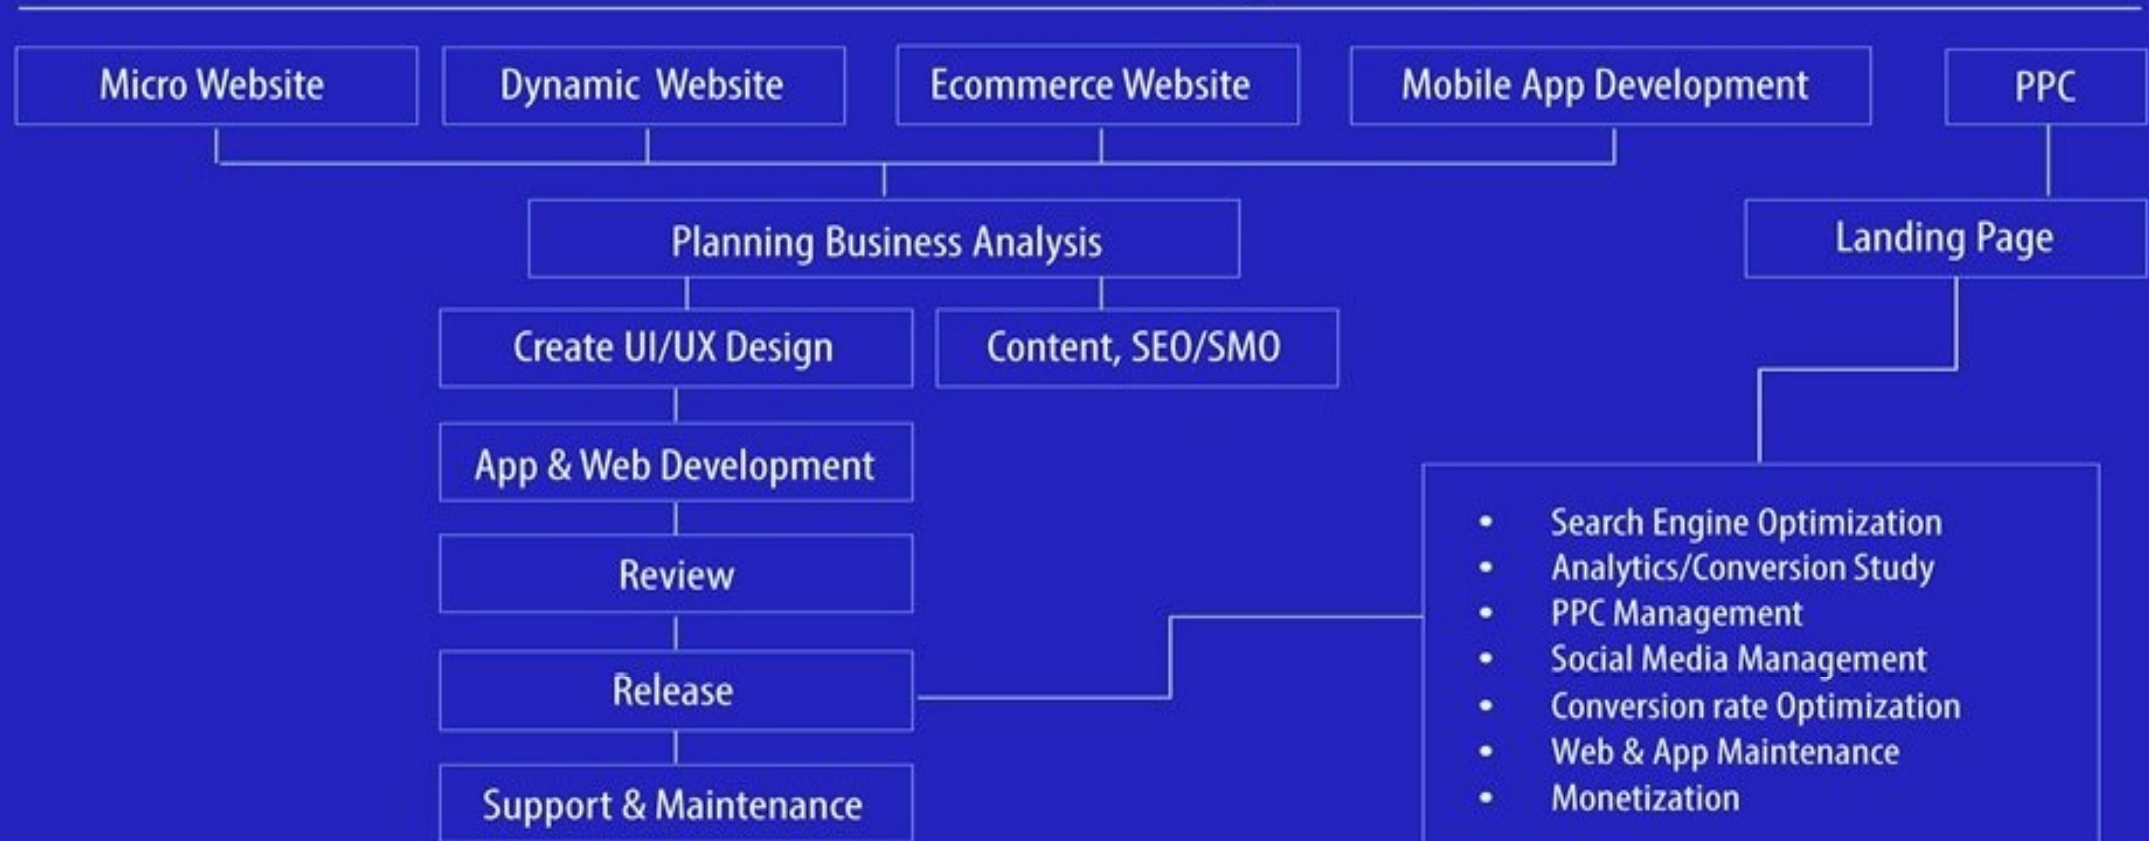 Micro Website
Dynamic Website
Ecommerce Website
Mobile App Development
PPC
Planning Business Analysis
Landing Page
Create UI/UX Design
Content, SEO/SMO
App & Web Development
Review
Release
Support & Maintenance
• Search Engine Optimization
• Analytics/Conversion Study
• PPC Management
• Social Media Management
• Conversion rate Optimization
• Web & App Maintenance
• Monetization